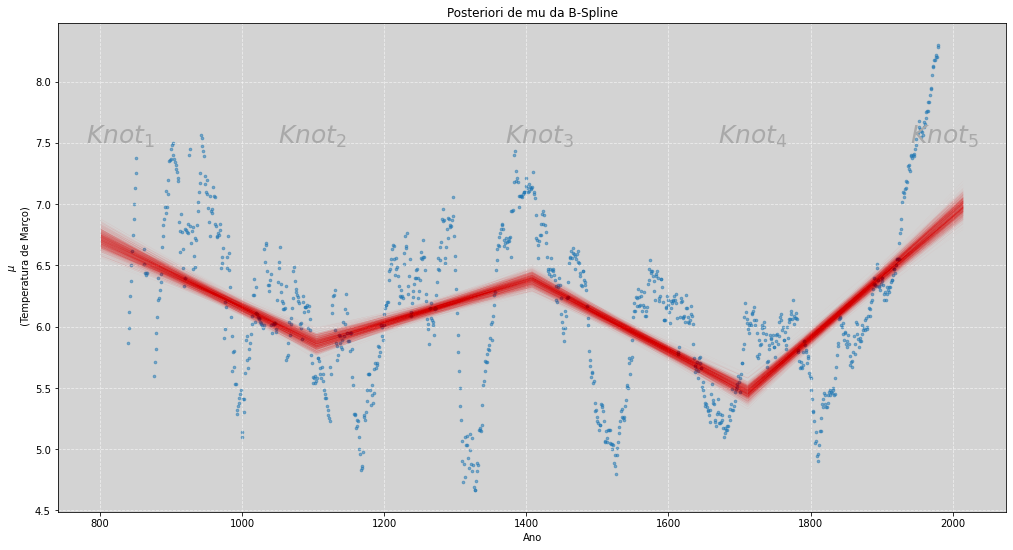 Posteriori de mu da B-Spline
Knot₁ Knot₂ Knot₃ Knot₄ Knot₅
8.0
7.5
7.0
6.5
6.0
5.5
5.0
4.5
μ
(Temperatura de Março)
800 1000 1200 1400 1600 1800 2000
Ano